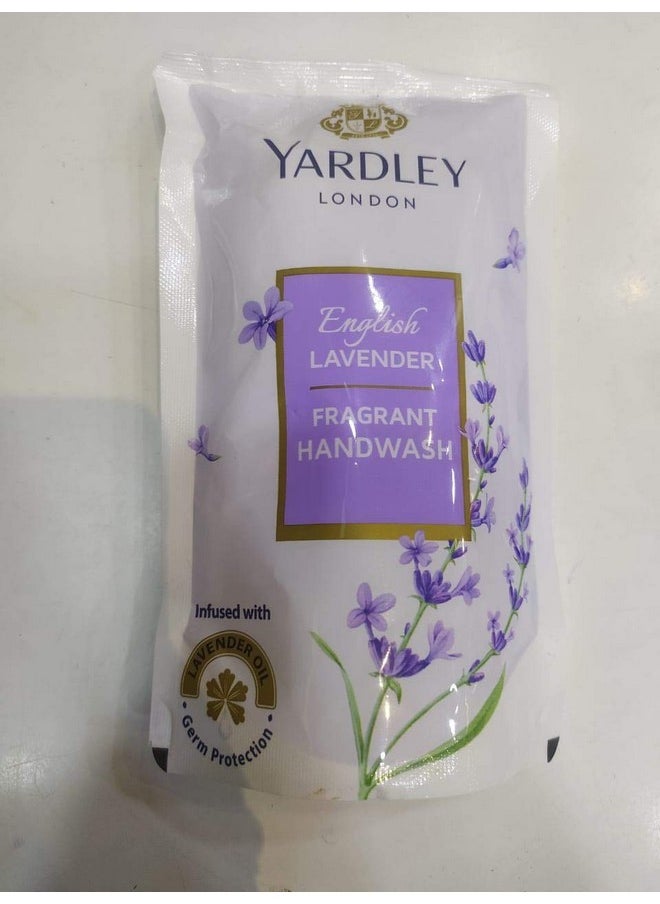 YARDLEY
LONDON
English
LAVENDER
FRAGRANT
HANDWASH
Infused with
LAVENDER OIL
• Germ Protection •